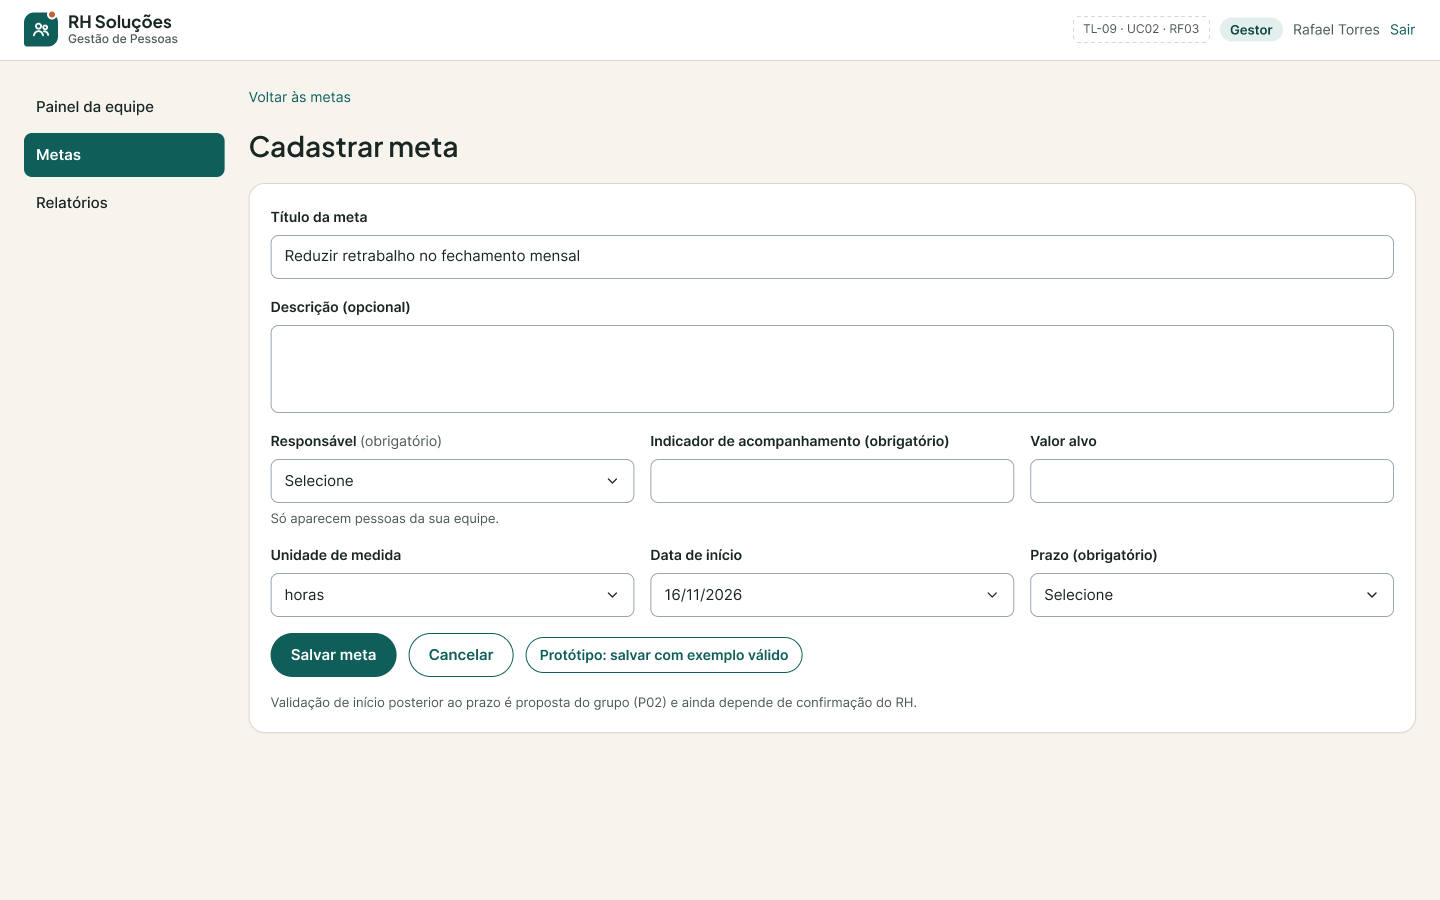 RH Soluções
Gestão de Pessoas
TL-09 · UC02 · RF03
Gestor
Rafael Torres
Sair
Painel da equipe
Metas
Relatórios
Voltar às metas
Cadastrar meta
Título da meta
Reduzir retrabalho no fechamento mensal
Descrição (opcional)
Responsável (obrigatório)
Indicador de acompanhamento (obrigatório)
Valor alvo
Selecione
Só aparecem pessoas da sua equipe.
Unidade de medida
Data de início
Prazo (obrigatório)
horas
16/11/2026
Selecione
Salvar meta
Cancelar
Protótipo: salvar com exemplo válido
Validação de início posterior ao prazo é proposta do grupo (P02) e ainda depende de confirmação do RH.